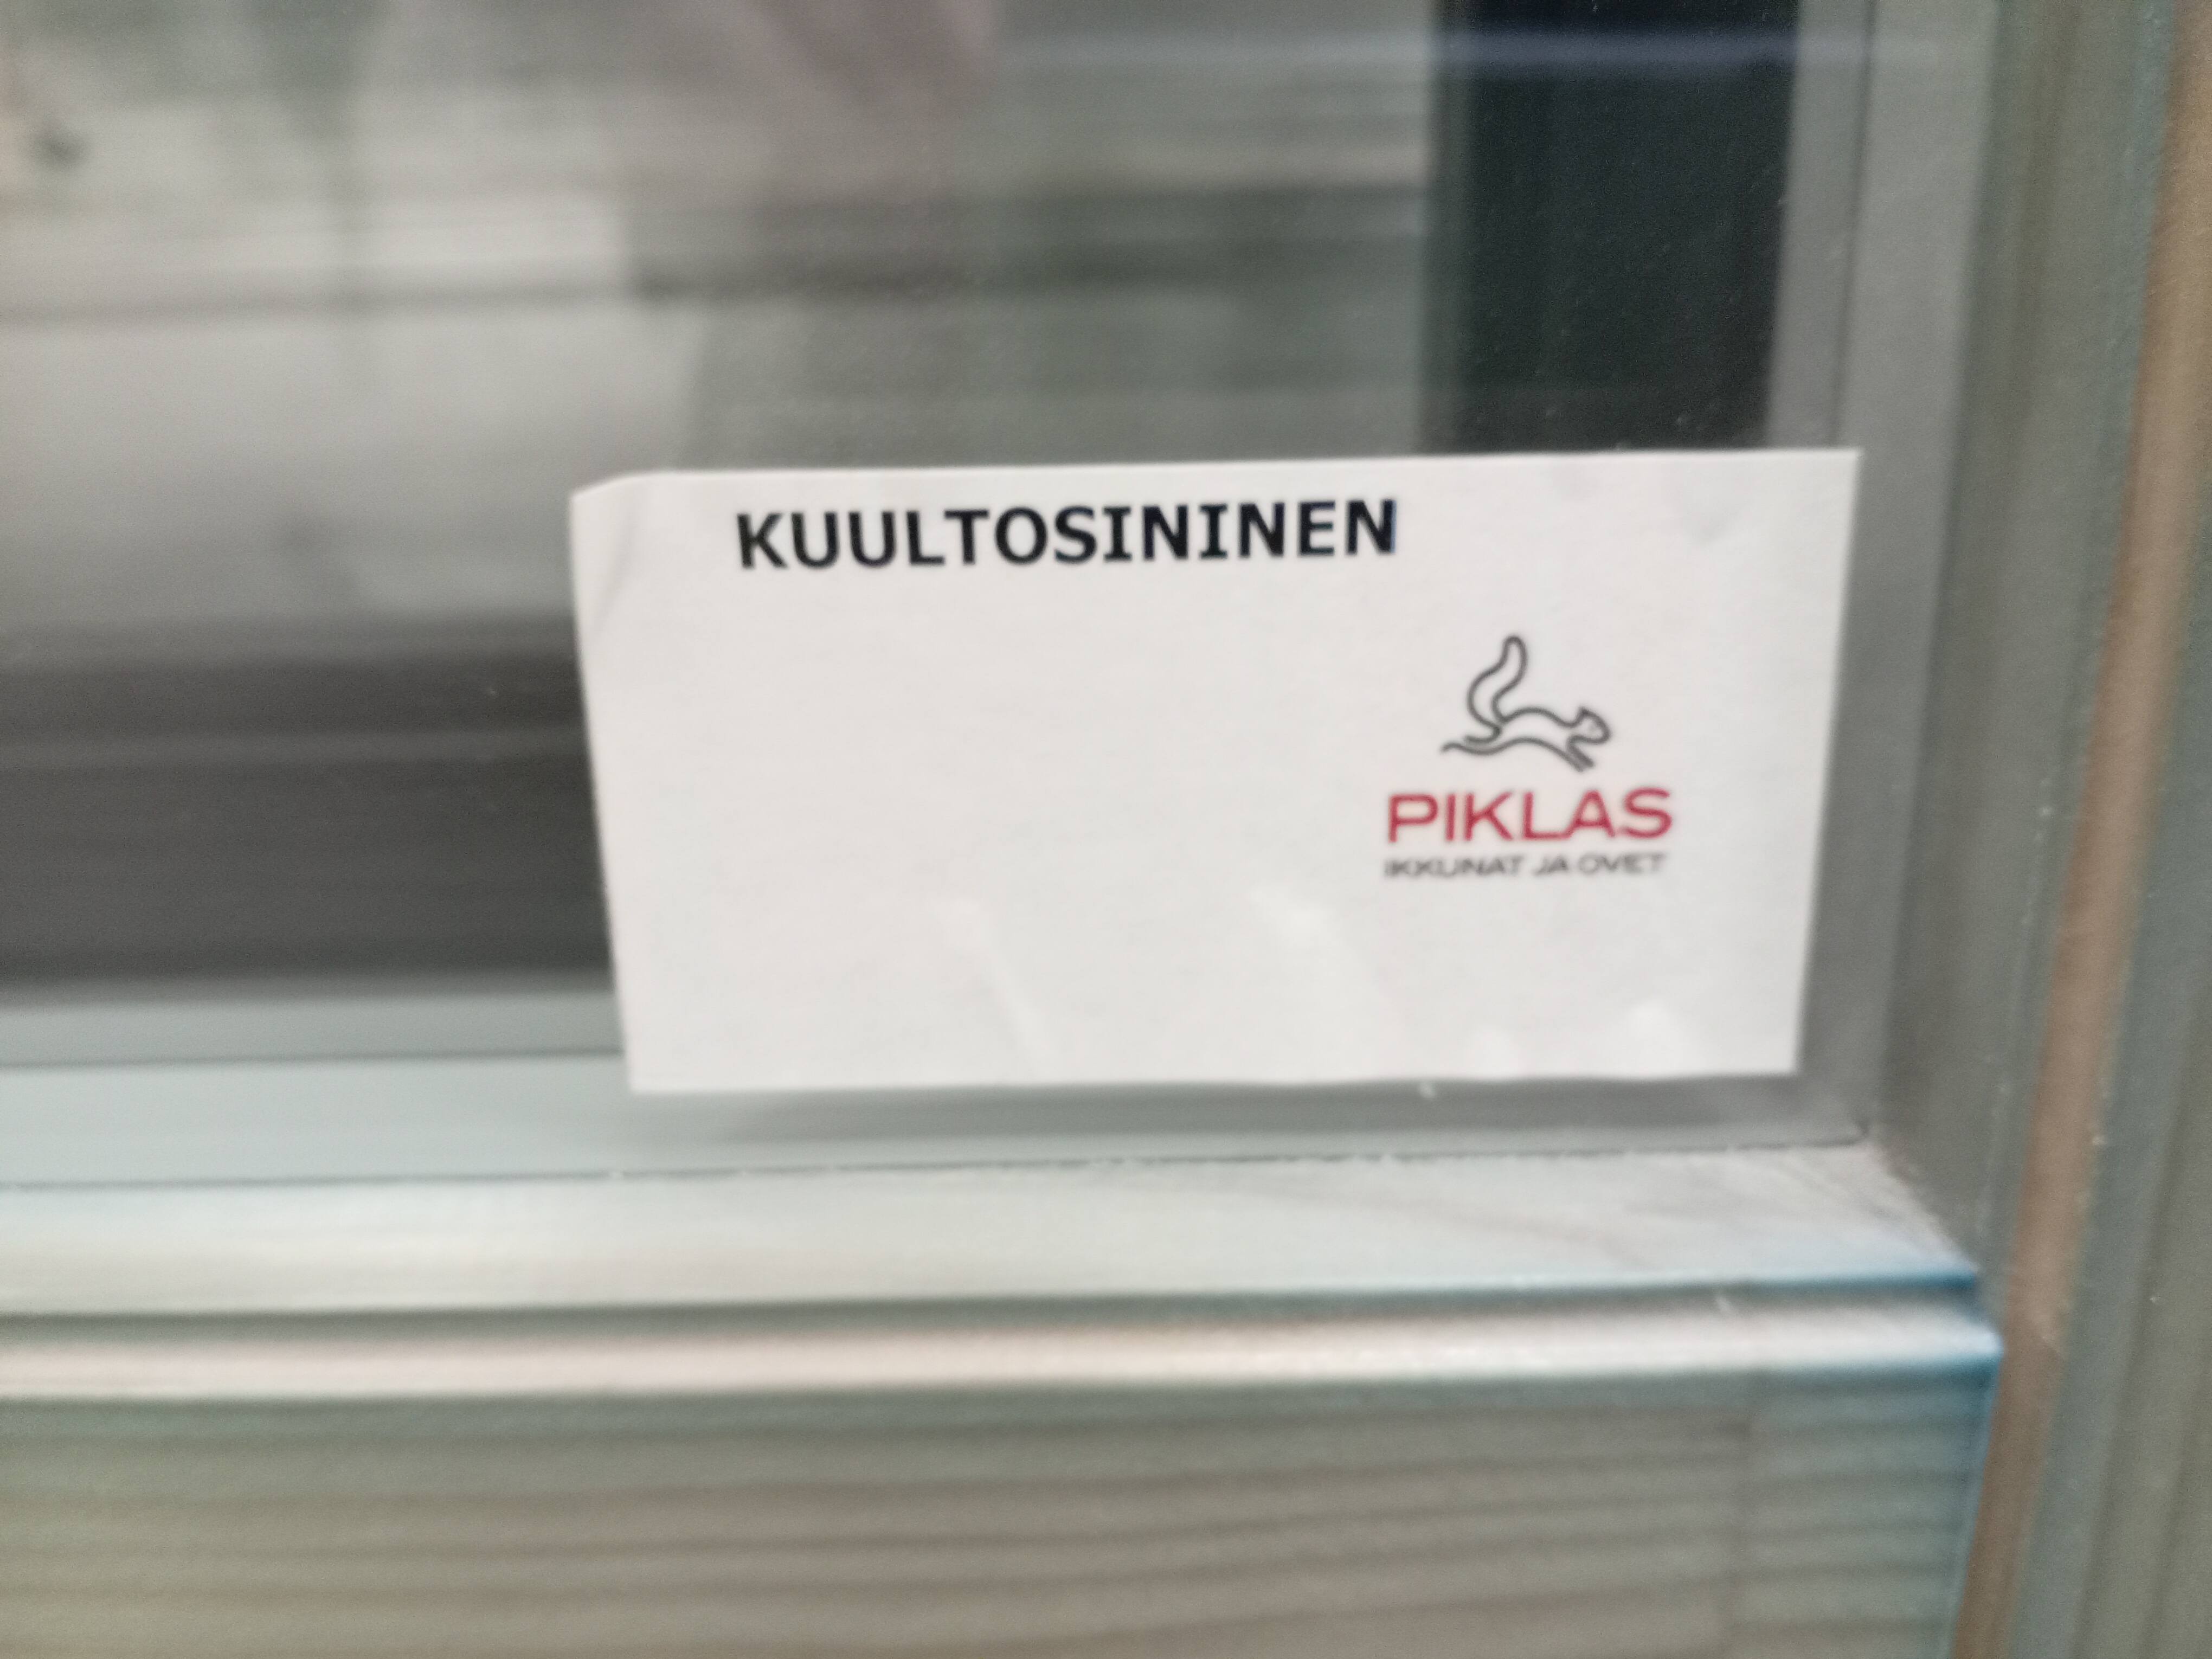 KUULTOSININEN
PIKLAS
IKKUNAT JA OVET